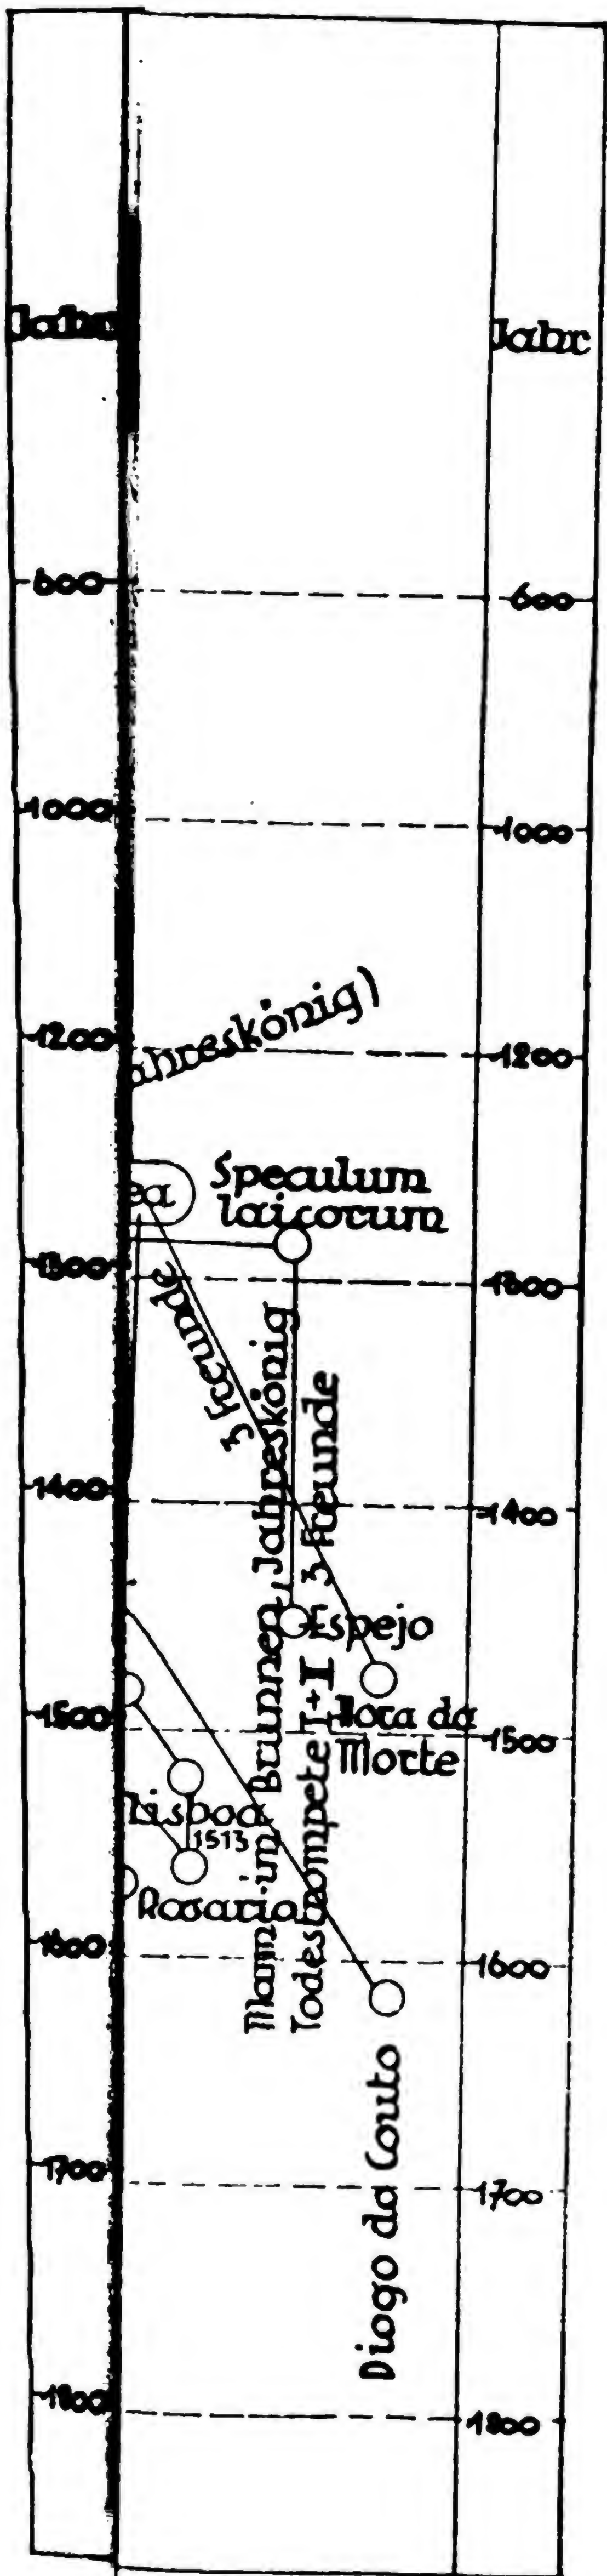 Jahr
Jahr
600
600
1000
1000
ahreskönig)
1200
1200
ea
Speculum
laicorum
1300
1300
3 Freunde
Mann im Brunnen, Jahreskönig
Todestrompete I+II 3 Freunde
1400
1400
Espejo
Hora da
Morte
1500
1500
Lisboa
1513
Rosario
1600
1600
Diogo do Couto
1700
1700
1800
1800